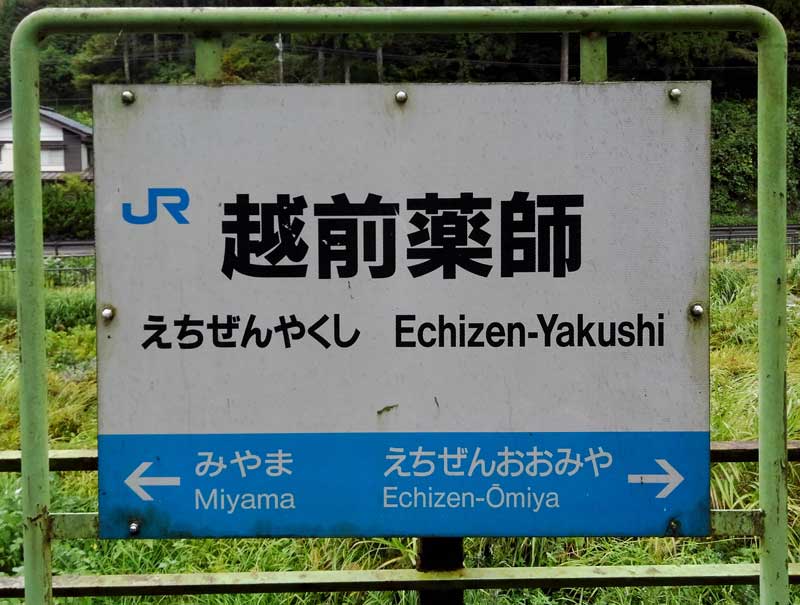 JR 越前薬師
えちぜんやくし Echizen-Yakushi
← みやま えちぜんおおみや →
Miyama Echizen-Ōmiya